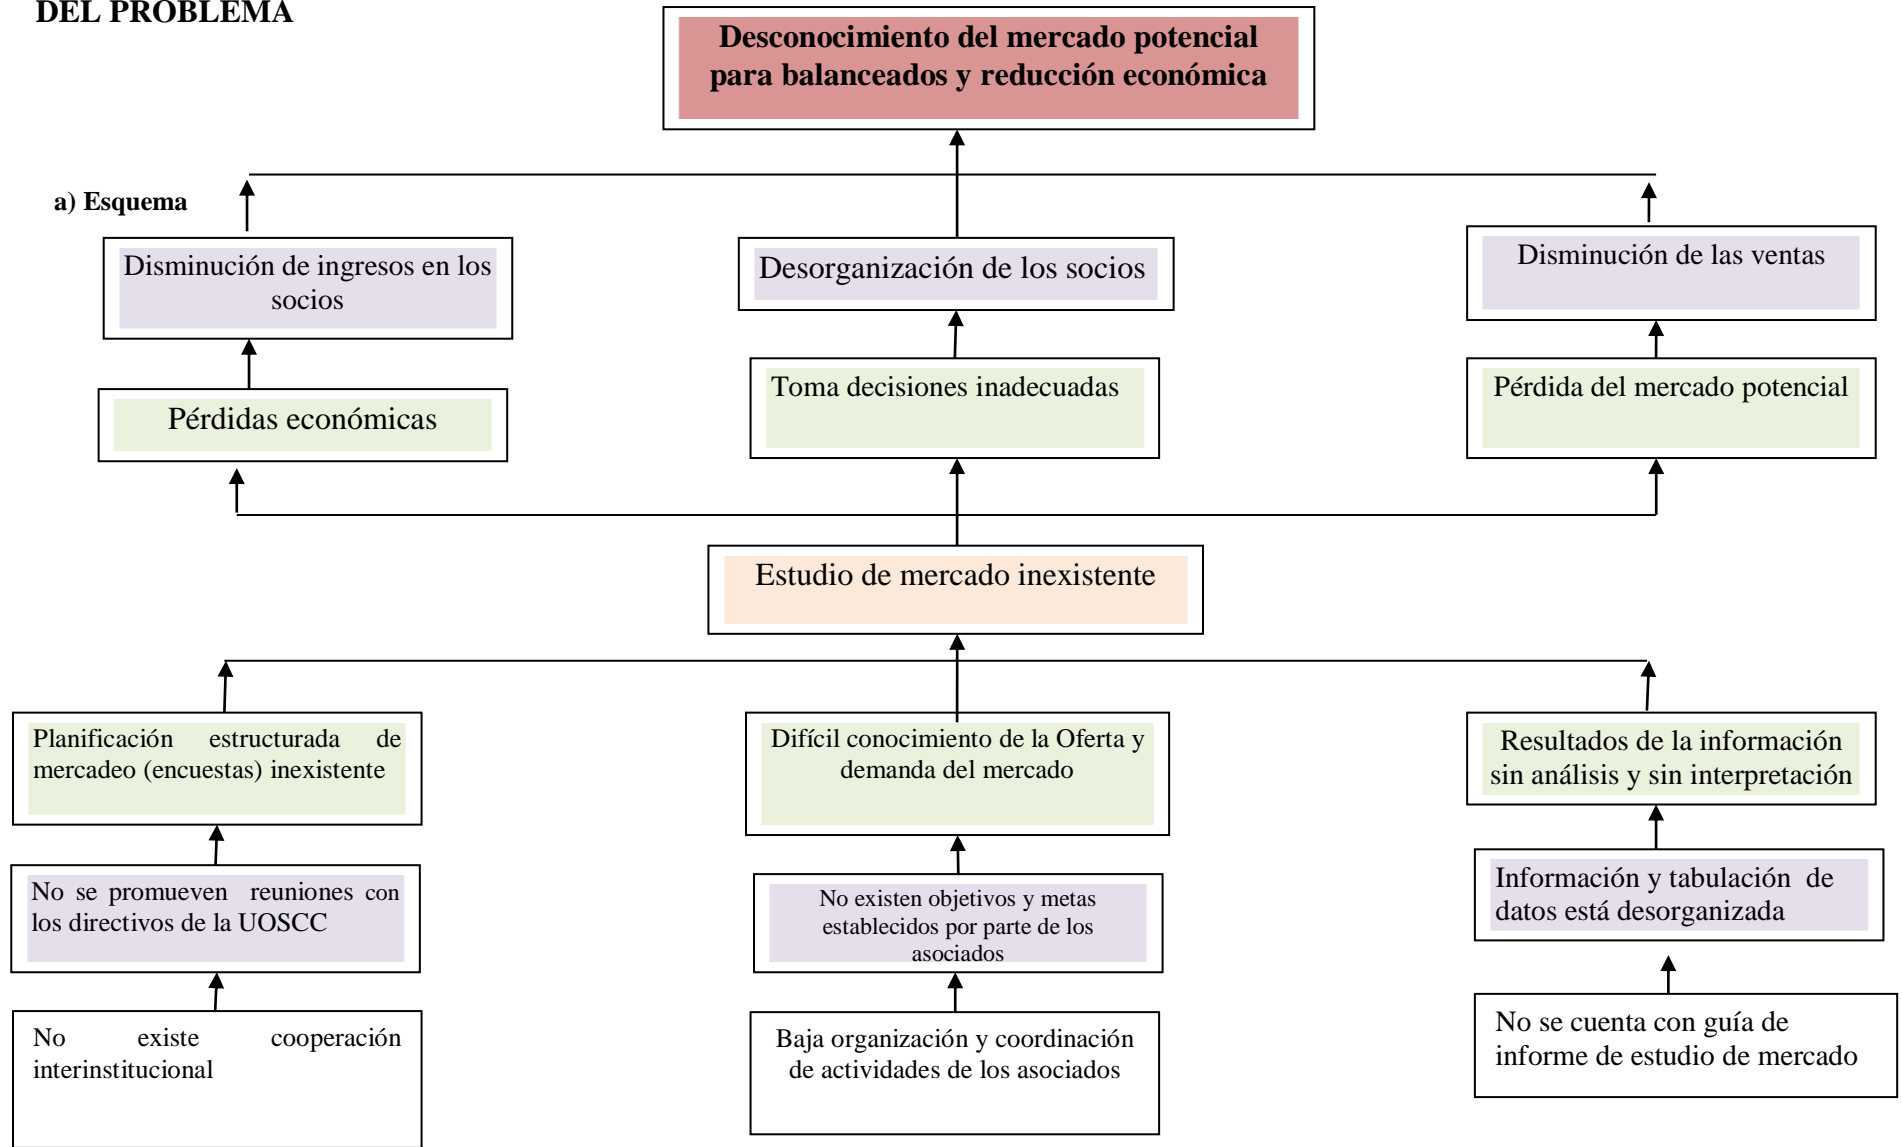 DEL PROBLEMA
Desconocimiento del mercado potencial
para balanceados y reducción económica
a) Esquema
Disminución de ingresos en los
socios
Desorganización de los socios
Disminución de las ventas
Pérdidas económicas
Toma decisiones inadecuadas
Pérdida del mercado potencial
Estudio de mercado inexistente
Planificación estructurada de
mercadeo (encuestas) inexistente
Difícil conocimiento de la Oferta y
demanda del mercado
Resultados de la información
sin análisis y sin interpretación
No se promueven reuniones con
los directivos de la UOSCC
No existen objetivos y metas
establecidos por parte de los
asociados
Información y tabulación de
datos está desorganizada
No existe cooperación
interinstitucional
Baja organización y coordinación
de actividades de los asociados
No se cuenta con guía de
informe de estudio de mercado